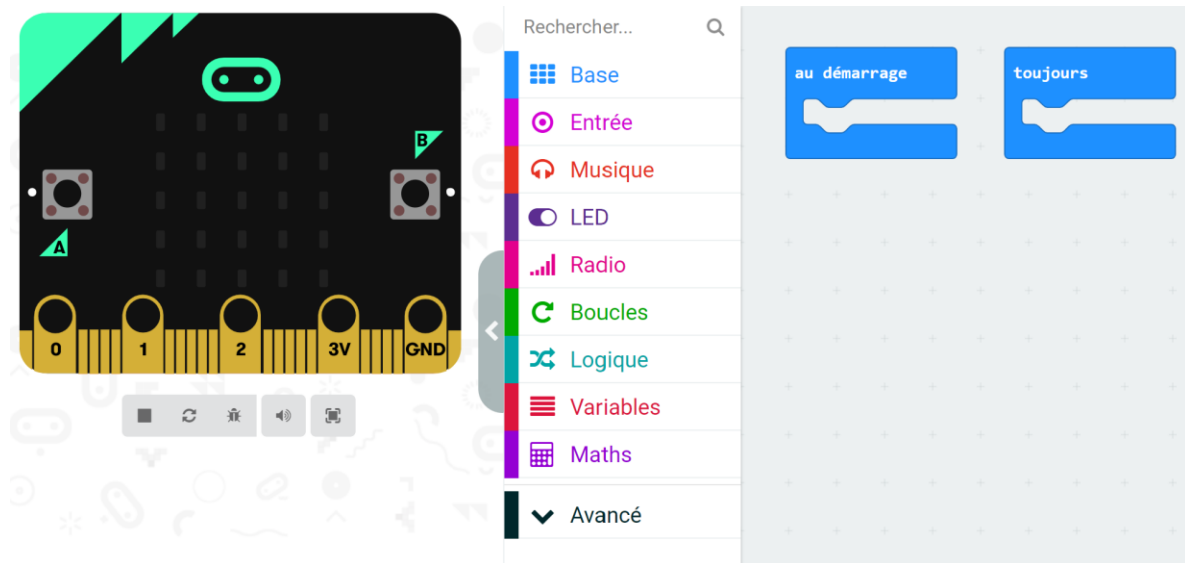 B
A
0
1
2
3V
GND
Rechercher...
Base
Entrée
Musique
LED
Radio
Boucles
Logique
Variables
Maths
Avancé
au démarrage
toujours